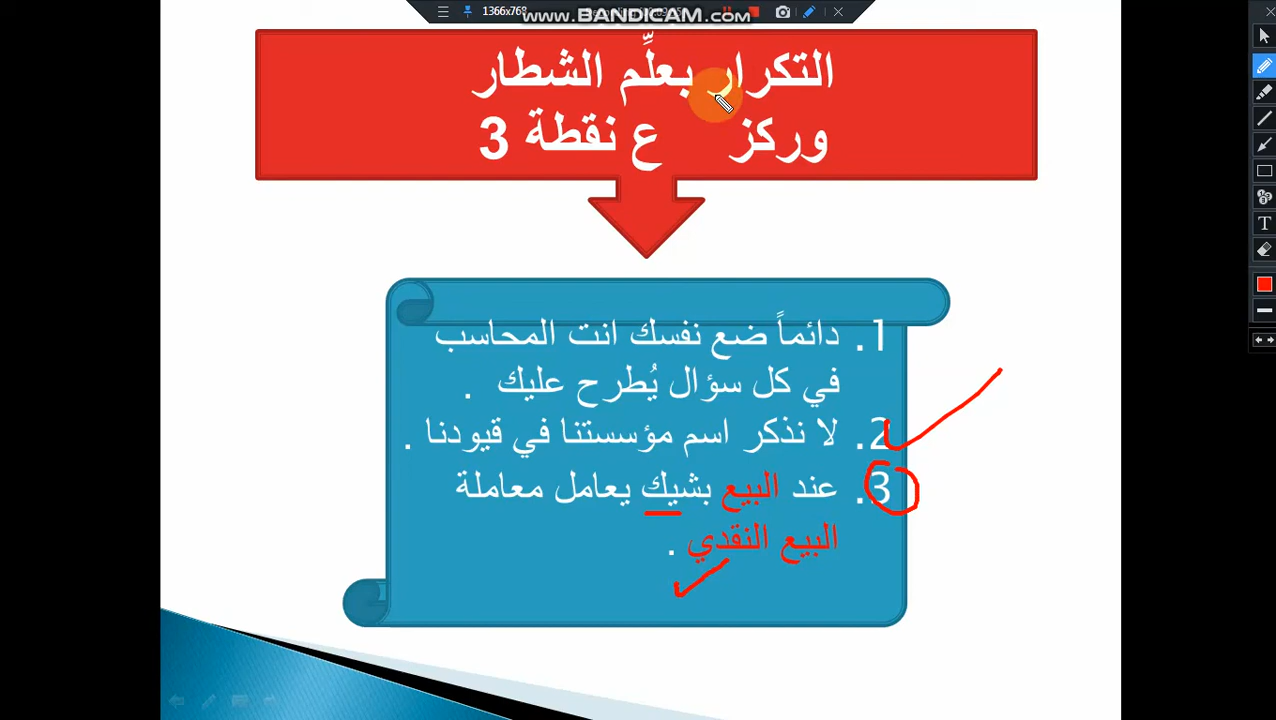 1366x768
www.BANDICAM.com
التكرار بعلِّم الشطار
وركز ع نقطة 3
1. دائماً ضع نفسك انت المحاسب
في كل سؤال يُطرح عليك .
2. لا نذكر اسم مؤسستنا في قيودنا .
3. عند البيع بشيك يعامل معاملة
البيع النقدي .